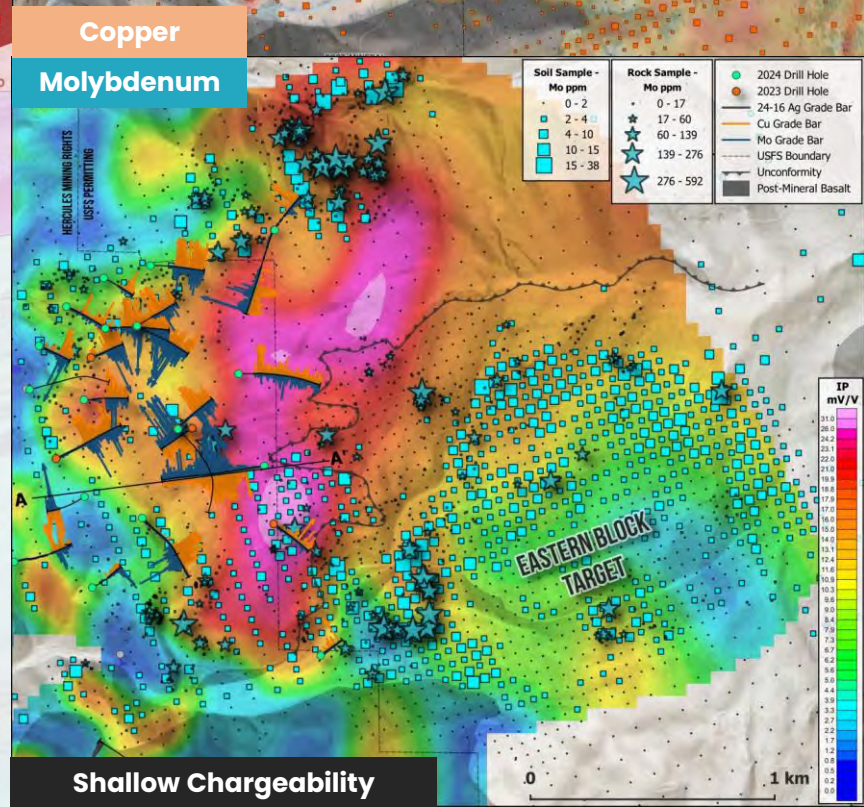 Copper
Molybdenum
Soil Sample -
Mo ppm
0 - 2
2 - 4
4 - 10
10 - 15
15 - 38
Rock Sample -
Mo ppm
0 - 17
17 - 60
60 - 139
139 - 276
276 - 592
2024 Drill Hole
2023 Drill Hole
24-16 Ag Grade Bar
Cu Grade Bar
Mo Grade Bar
USFS Boundary
Unconformity
Post-Mineral Basalt
HERCULES MINING RIGHTS
USFS PERMITTING
A
A'
EASTERN BLOCK
TARGET
IP
mV/V
31.0
26.0
24.2
23.1
22.0
21.0
19.9
18.8
17.9
16.9
16.0
15.0
14.0
13.1
12.1
11.4
10.6
10.3
9.6
9.0
8.4
7.9
7.3
6.7
6.2
5.6
5.0
4.4
3.9
3.3
2.7
2.2
1.7
1.2
0.8
0.5
0.2
0.0
Shallow Chargeability
0
1 km